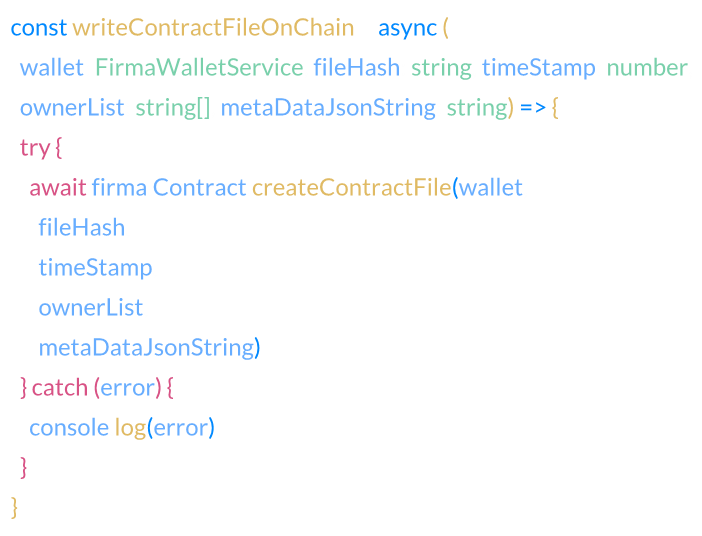 const writeContractFileOnChain async (
wallet FirmaWalletService fileHash string timeStamp number
ownerList string[] metaDataJsonString string) => {
try {
await firma Contract createContractFile(wallet
fileHash
timeStamp
ownerList
metaDataJsonString)
} catch (error) {
console log(error)
}
}